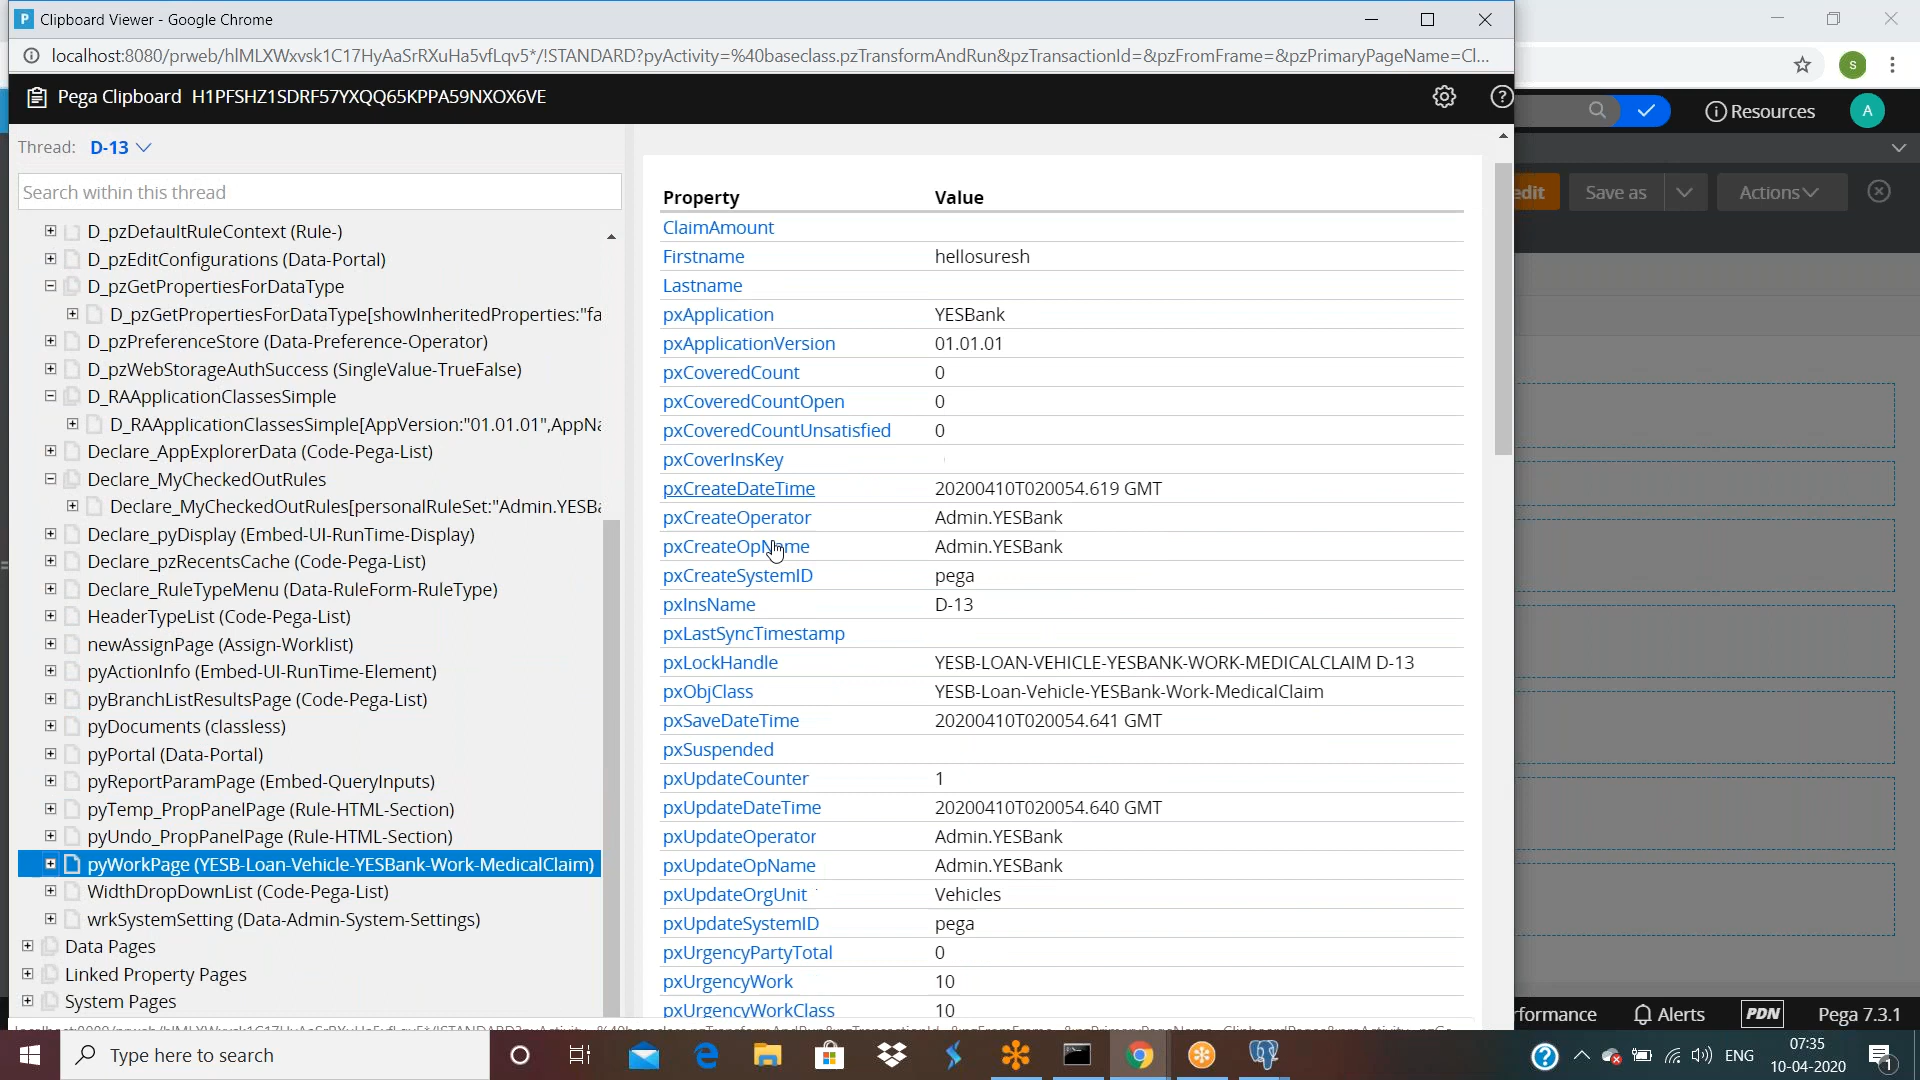 Clipboard Viewer - Google Chrome
localhost:8080/prweb/hlMLXWxvsk1C17HyAaSrRXuHa5vfLqv5*/!STANDARD?pyActivity=%40baseclass.pzTransformAndRun&pzTransactionId=&pzFromFrame=&pzPrimaryPageName=Cl...
Pega Clipboard H1PFSHZ1SDRF57YXQQ65KPPA59NXOX6VE
Resources
A
S
Thread: D-13
Search within this thread
edit
Save as
Actions
D_pzDefaultRuleContext (Rule-)
D_pzEditConfigurations (Data-Portal)
D_pzGetPropertiesForDataType
D_pzGetPropertiesForDataType[showInheritedProperties:"fa
D_pzPreferenceStore (Data-Preference-Operator)
D_pzWebStorageAuthSuccess (SingleValue-TrueFalse)
D_RAApplicationClassesSimple
D_RAApplicationClassesSimple[AppVersion:"01.01.01",AppNa
Declare_AppExplorerData (Code-Pega-List)
Declare_MyCheckedOutRules
Declare_MyCheckedOutRules[personalRuleSet:"Admin.YESBa
Declare_pyDisplay (Embed-UI-RunTime-Display)
Declare_pzRecentsCache (Code-Pega-List)
Declare_RuleTypeMenu (Data-RuleForm-RuleType)
HeaderTypeList (Code-Pega-List)
newAssignPage (Assign-Worklist)
pyActionInfo (Embed-UI-RunTime-Element)
pyBranchListResultsPage (Code-Pega-List)
pyDocuments (classless)
pyPortal (Data-Portal)
pyReportParamPage (Embed-QueryInputs)
pyTemp_PropPanelPage (Rule-HTML-Section)
pyUndo_PropPanelPage (Rule-HTML-Section)
pyWorkPage (YESB-Loan-Vehicle-YESBank-Work-MedicalClaim)
WidthDropDownList (Code-Pega-List)
wrkSystemSetting (Data-Admin-System-Settings)
Data Pages
Linked Property Pages
System Pages
Property Value
ClaimAmount
Firstname hellosuresh
Lastname
pxApplication YESBank
pxApplicationVersion 01.01.01
pxCoveredCount 0
pxCoveredCountOpen 0
pxCoveredCountUnsatisfied 0
pxCoverInsKey
pxCreateDateTime 20200410T020054.619 GMT
pxCreateOperator Admin.YESBank
pxCreateOpName Admin.YESBank
pxCreateSystemID pega
pxInsName D-13
pxLastSyncTimestamp
pxLockHandle YESB-LOAN-VEHICLE-YESBANK-WORK-MEDICALCLAIM D-13
pxObjClass YESB-Loan-Vehicle-YESBank-Work-MedicalClaim
pxSaveDateTime 20200410T020054.641 GMT
pxSuspended
pxUpdateCounter 1
pxUpdateDateTime 20200410T020054.640 GMT
pxUpdateOperator Admin.YESBank
pxUpdateOpName Admin.YESBank
pxUpdateOrgUnit Vehicles
pxUpdateSystemID pega
pxUrgencyPartyTotal 0
pxUrgencyWork 10
pxUrgencyWorkClass 10
formance
Alerts
PDN
Pega 7.3.1
Type here to search
ENG
07:35
10-04-2020
1